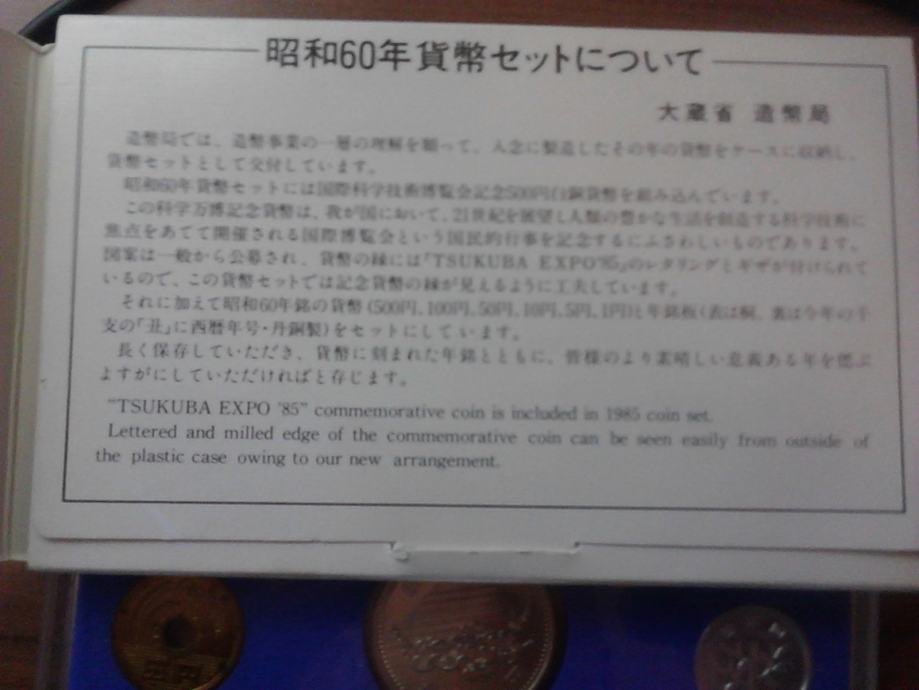 昭和60年貨幣セットについて
大蔵省 造幣局
造幣局では、造幣事業の一層の理解を願って、入念に製造したその年の貨幣をケースに収納し、
貨幣セットとして交付しています。
昭和60年貨幣セットには国際科学技術博覧会記念500円白銅貨幣を組み込んでいます。
この科学万博記念貨幣は、我が国において、21世紀を展望し人類の豊かな生活を創造する科学技術に
焦点をあてて開催される国際博覧会という国民的行事を記念するにふさわしいものであります。
図案は一般から公募され、貨幣の縁には「TSUKUBA EXPO'85」のレタリングとギザが付けられて
いるので、この貨幣セットでは記念貨幣の縁が見えるように工夫しています。
それに加えて昭和60年銘の貨幣(500円、100円、50円、10円、5円、1円)と年銘板(表は桐、裏は今年の干
支の「丑」に西暦年号・丹銅製)をセットにしています。
長く保存していただき、貨幣に刻まれた年銘とともに、皆様のより素晴しい意義ある年を偲ぶ
よすがにしていただければと存じます。
"TSUKUBA EXPO '85" commemorative coin is included in 1985 coin set.
Lettered and milled edge of the commemorative coin can be seen easily from outside of
the plastic case owing to our new arrangement.